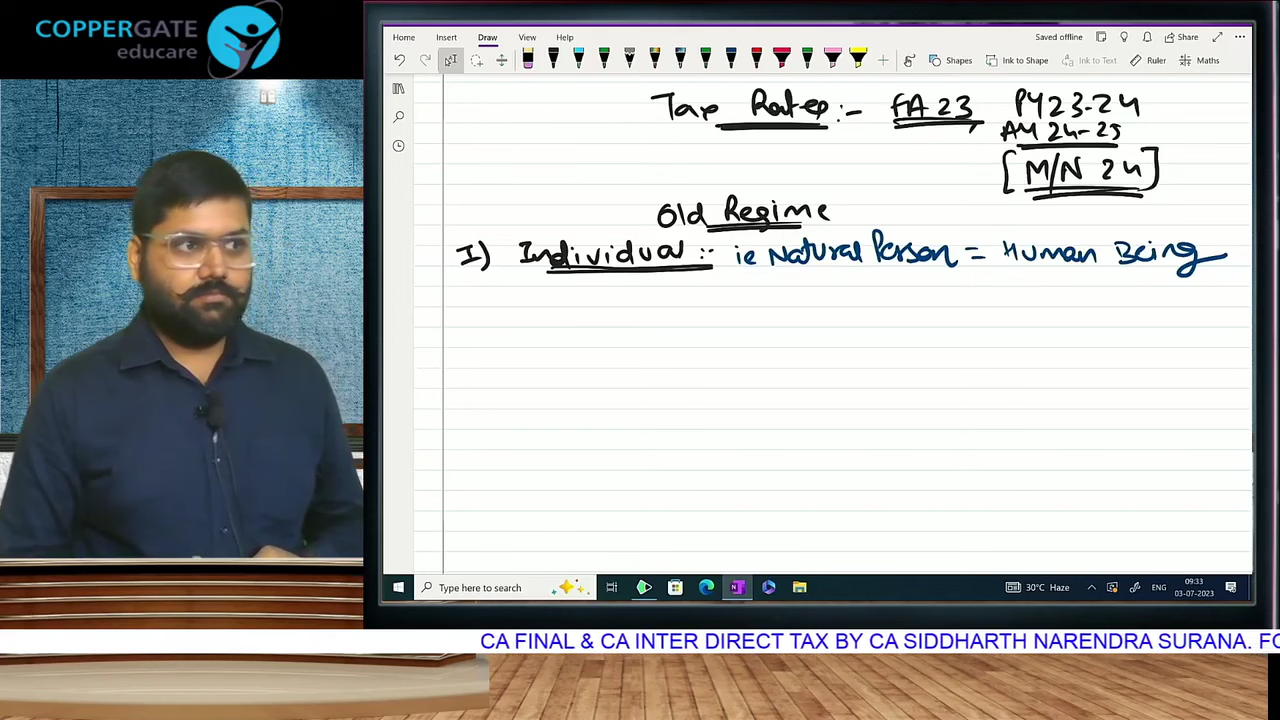 COPPERGATE
educare
Home Insert Draw View Help
Saved offline
Share
Shapes Ink to Shape Ink to Text Ruler Maths
Tax Rates :- FA 23 PY 23-24
AY 24-25
[M/N 24]
Old Regime
I) Individual :- ie Natural Person = Human Being
Type here to search
30°C Haze
ENG
09:33
03-07-2023
CA FINAL & CA INTER DIRECT TAX BY CA SIDDHARTH NARENDRA SURANA. FO